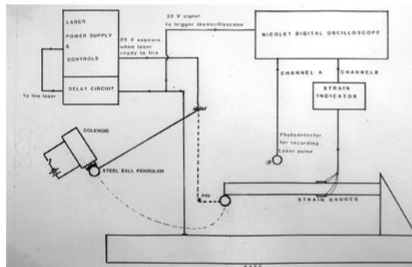 LASER
POWER SUPPLY
&
CONTROLS
DELAY CIRCUIT
To fire laser
25 V appears
when laser
ready to fire
25 V signal
to trigger the oscilloscope
NICOLET DIGITAL OSCILLOSCOPE
CHANNEL A
CHANNEL B
STRAIN
INDICATOR
Photodetector
for recording
Laser pulse
SOLENOID
STEEL BALL PENDULUM
PIN
STRAIN GAUGES